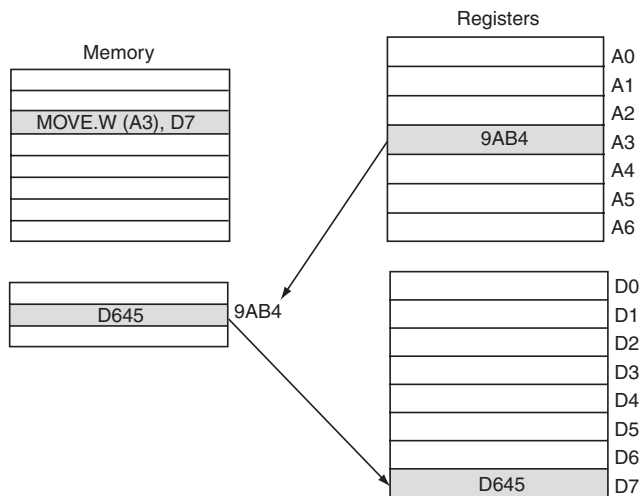 Registers
Memory
A0
A1
MOVE.W (A3), D7
A2
9AB4
A3
A4
A5
A6
D0
D645
9AB4
D1
D2
D3
D4
D5
D6
D645
D7